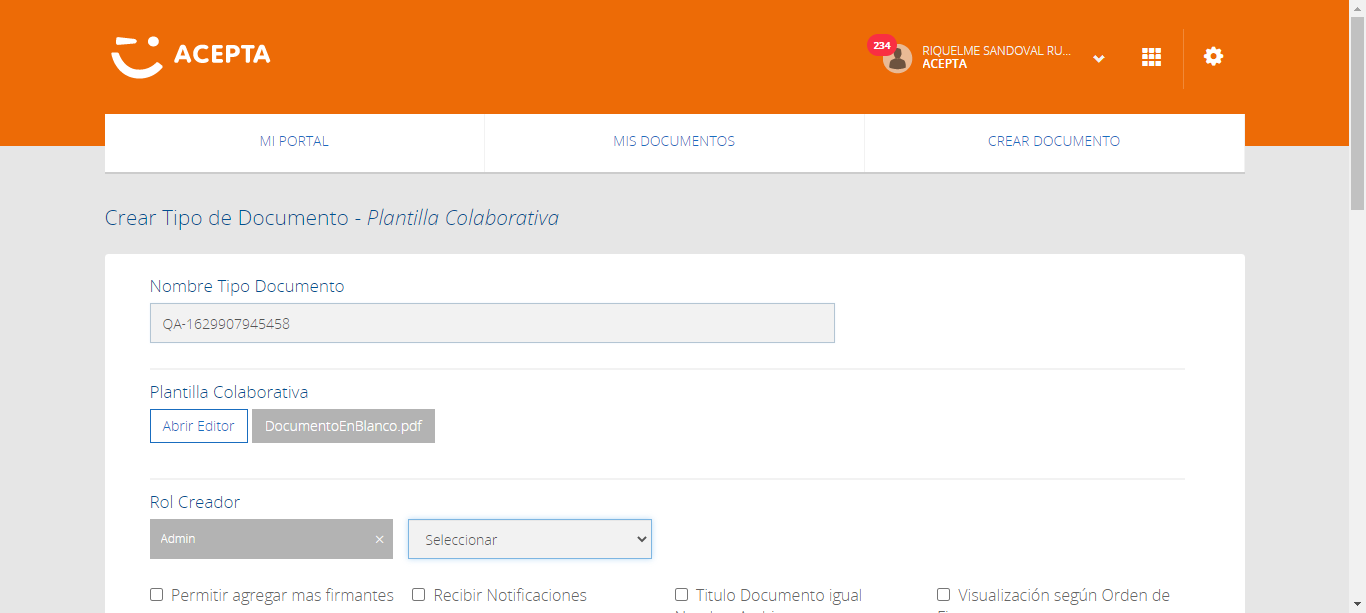 ACEPTA
234
RIQUELME SANDOVAL RU...
ACEPTA
MI PORTAL
MIS DOCUMENTOS
CREAR DOCUMENTO
Crear Tipo de Documento - Plantilla Colaborativa
Nombre Tipo Documento
QA-1629907945458
Plantilla Colaborativa
Abrir Editor
DocumentoEnBlanco.pdf
Rol Creador
Admin ×
Seleccionar
Permitir agregar mas firmantes
Recibir Notificaciones
Titulo Documento igual
Visualización según Orden de